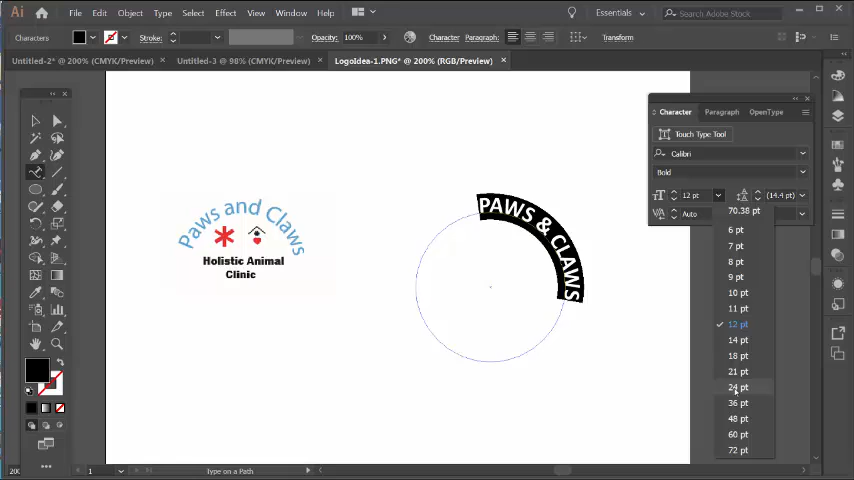 Ai
File Edit Object Type Select Effect View Window Help
Essentials
Search Adobe Stock
Characters
Stroke:
Opacity: 100%
Character
Paragraph:
Transform
Untitled-2* @ 200% (CMYK/Preview)
Untitled-3 @ 98% (CMYK/Preview)
LogoIdea-1.PNG* @ 200% (RGB/Preview)
Character Paragraph OpenType
Touch Type Tool
Calibri
Bold
12 pt
(14.4 pt)
Auto
70.38 pt
6 pt
7 pt
8 pt
9 pt
10 pt
11 pt
12 pt
14 pt
18 pt
21 pt
24 pt
36 pt
48 pt
60 pt
72 pt
Paws and Claws
Holistic Animal
Clinic
PAWS & CLAWS
1
Type on a Path